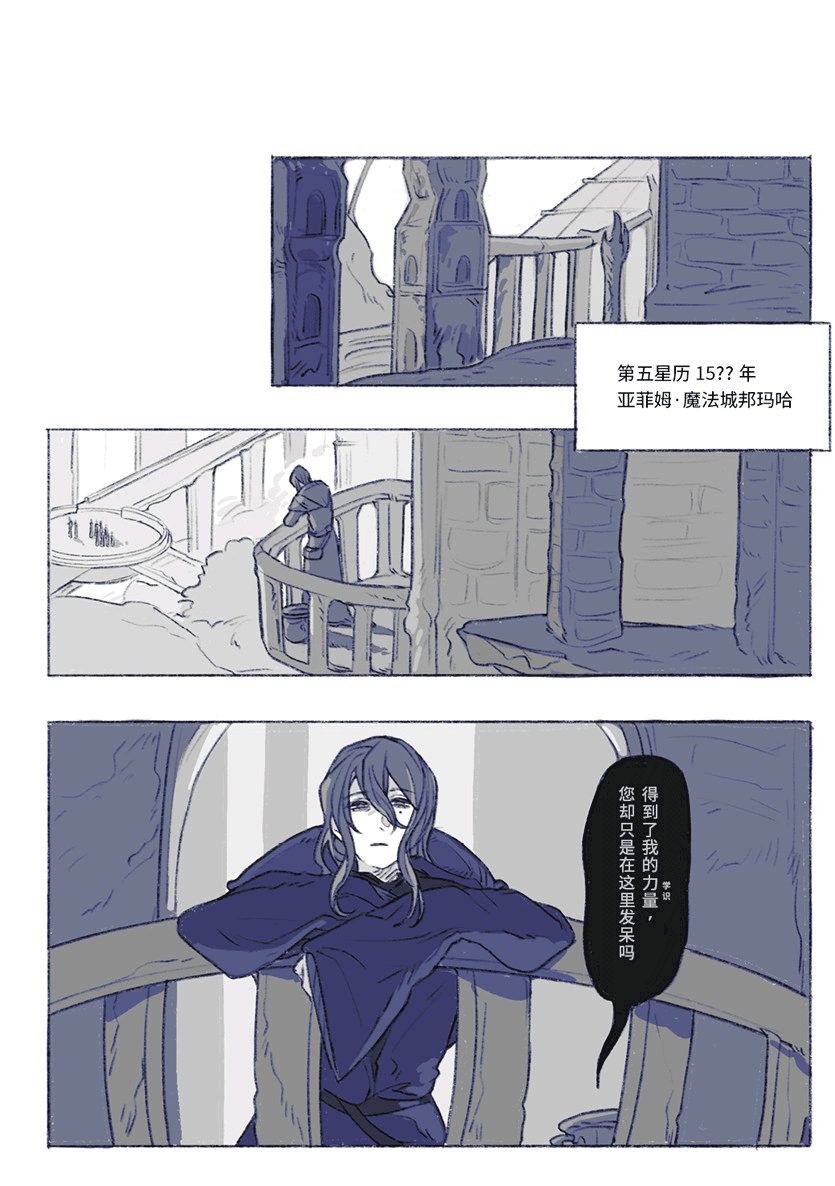 第五星历 15?? 年
亚菲姆·魔法城邦玛哈
得到了我的力量，
学识
您却只是在这里发呆吗